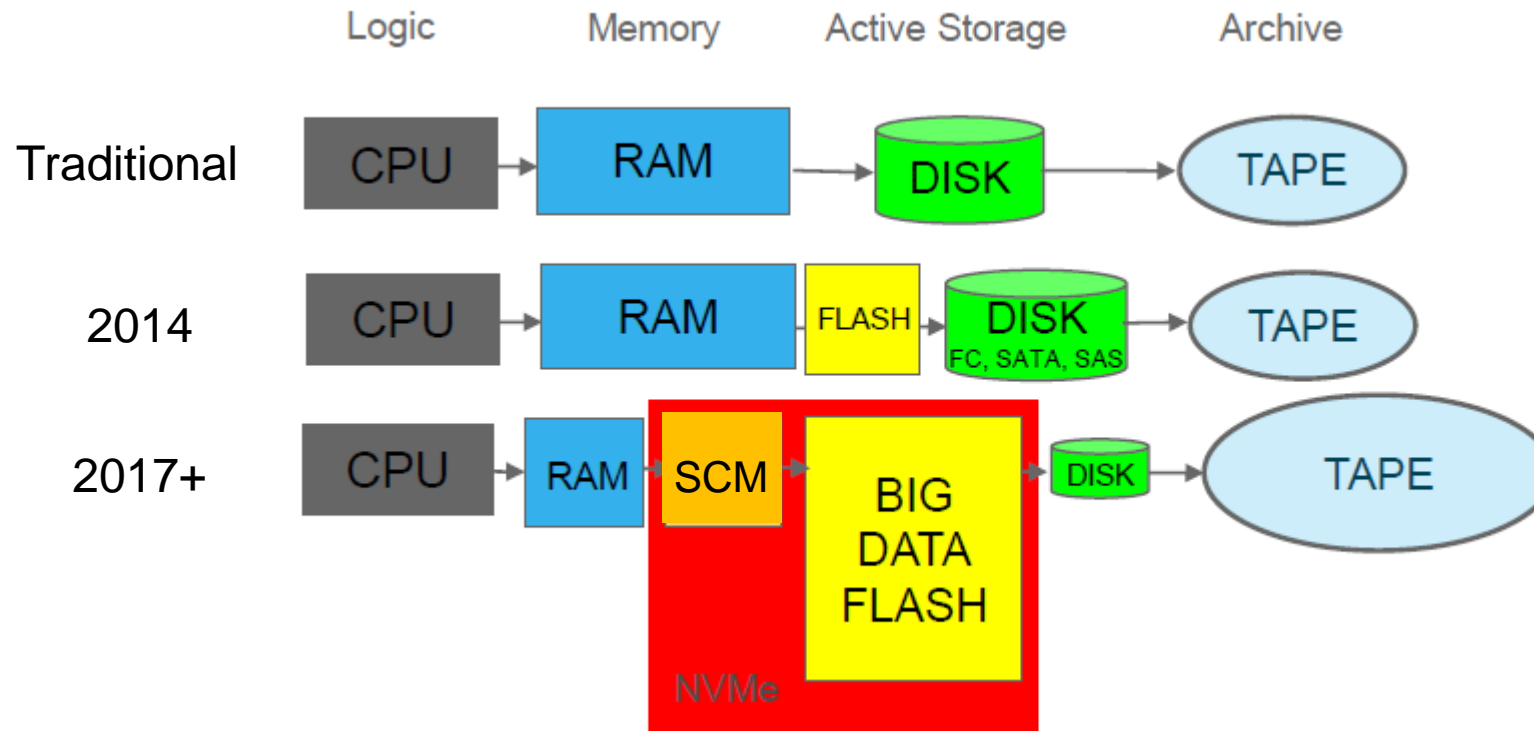 Logic Memory Active Storage Archive
Traditional CPU RAM DISK TAPE
2014 CPU RAM FLASH DISK TAPE
FC, SATA, SAS
2017+ CPU RAM SCM DISK TAPE
BIG
DATA
FLASH
NVMe